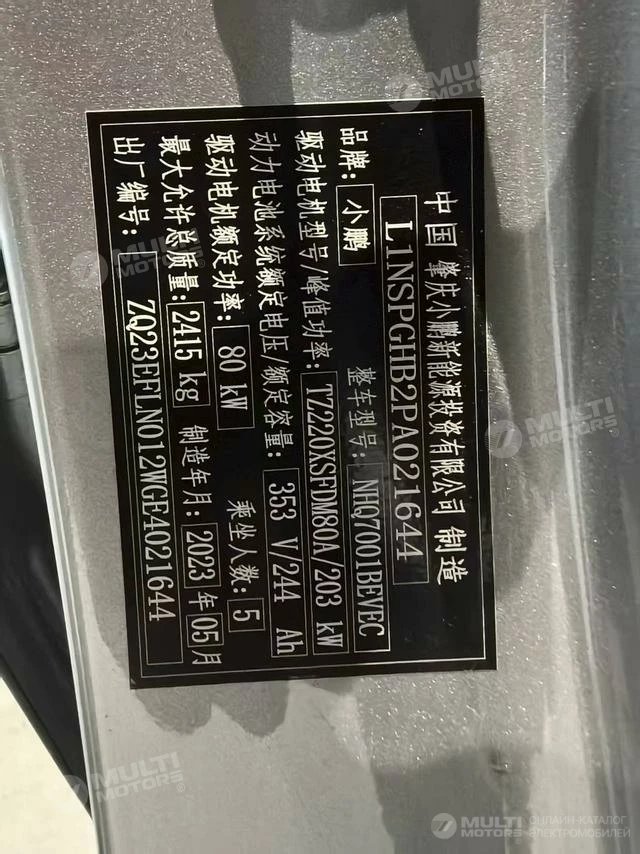 中国 肇庆小鹏新能源投资有限公司 制造
L1NSPGHB2PA021644
品牌: 小鹏 整车型号: NHQ7001BEVEC
驱动电机型号/峰值功率: TZ220XSFDM80A/203 kW
动力电池系统额定电压/额定容量: 353 V/244 Ah
驱动电机额定功率: 80 kW 乘坐人数: 5
最大允许总质量: 2415 kg 制造年月: 2023 年 05 月
出厂编号: ZQ23EFLN012WGE4021644
MULTI MOTORS
MULTI MOTORS
MULTI MOTORS
MULTI MOTORS
MULTI MOTORS
MULTI MOTORS ОНЛАЙН-КАТАЛОГ ЭЛЕКТРОМОБИЛЕЙ